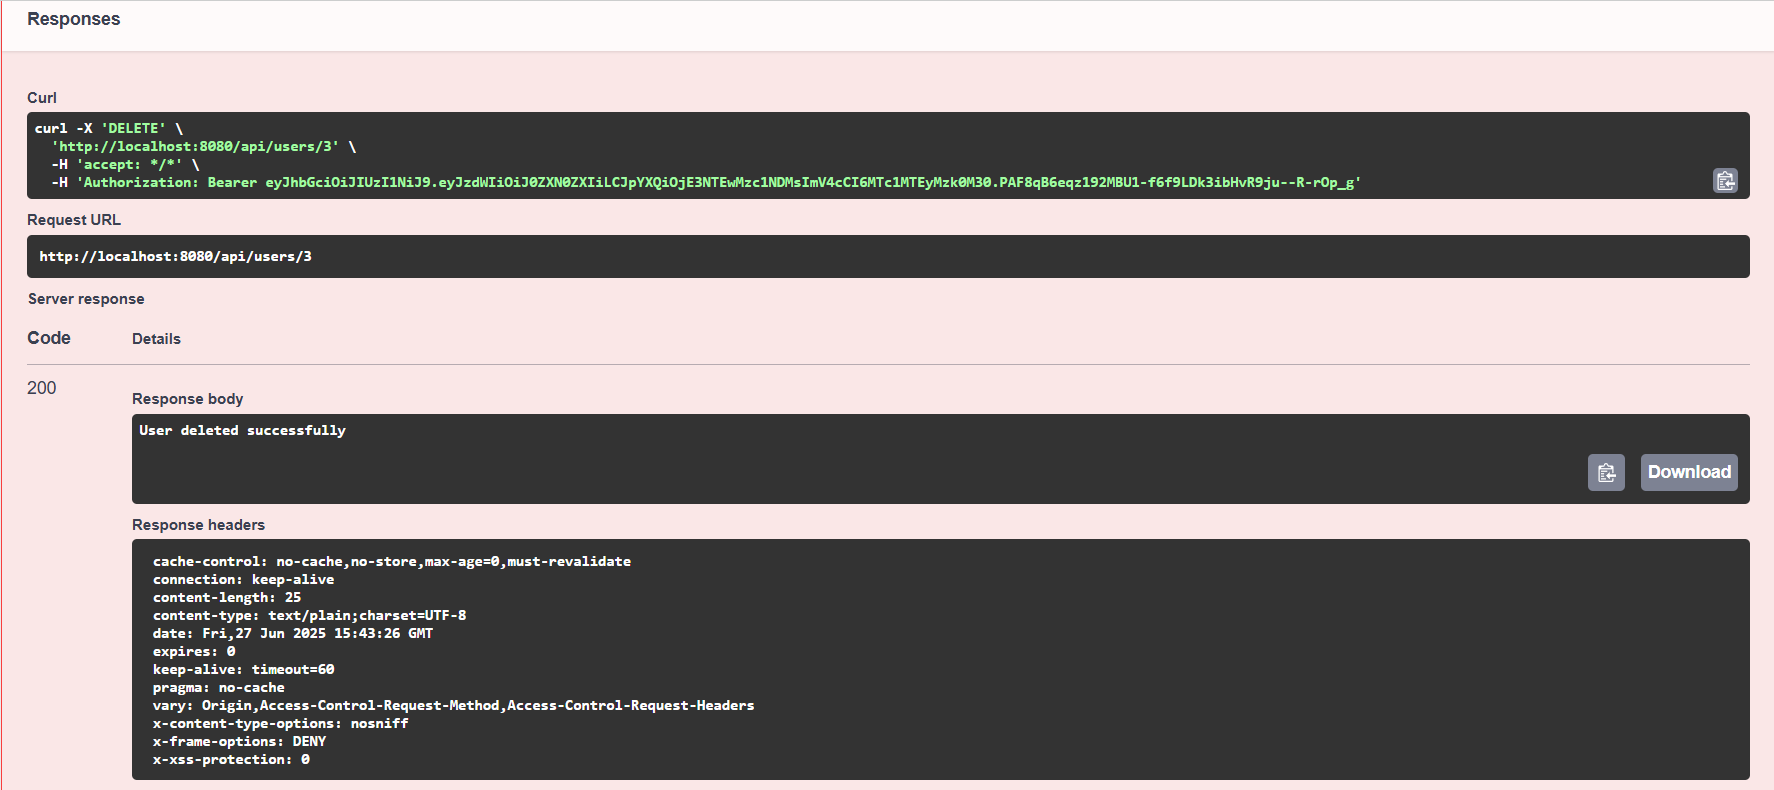 Responses
Curl
curl -X 'DELETE' \
'http://localhost:8080/api/users/3' \
-H 'accept: */*' \
-H 'Authorization: Bearer eyJhbGciOiJIUzI1NiJ9.eyJzdWIiOiJ0ZXN0ZXIiLCJpYXQiOjE3NTEwMzc1NDMsImV4cCI6MTc1MTEyMzk0M30.PAF8qB6eqz192MBU1-f6f9LDk3ibHvR9ju--R-rOp_g'
Request URL
http://localhost:8080/api/users/3
Server response
Code Details
200
Response body
User deleted successfully
Download
Response headers
cache-control: no-cache,no-store,max-age=0,must-revalidate
connection: keep-alive
content-length: 25
content-type: text/plain;charset=UTF-8
date: Fri,27 Jun 2025 15:43:26 GMT
expires: 0
keep-alive: timeout=60
pragma: no-cache
vary: Origin,Access-Control-Request-Method,Access-Control-Request-Headers
x-content-type-options: nosniff
x-frame-options: DENY
x-xss-protection: 0